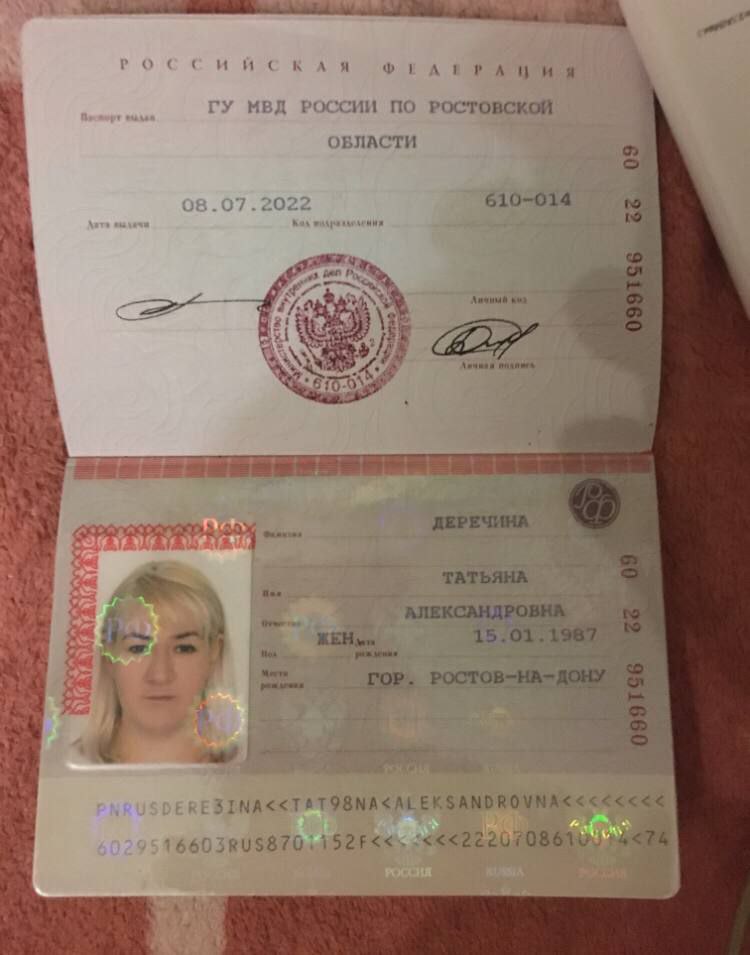 РОССИЙСКАЯ ФЕДЕРАЦИЯ
Паспорт выдан ГУ МВД РОССИИ ПО РОСТОВСКОЙ
ОБЛАСТИ
08.07.2022 610-014
Дата выдачи Код подразделения
60 22 951660
Министерство внутренних дел Российской Федерации
610-014
Личный код
Личная подпись
РФ
Фамилия ДЕРЕЧИНА
Имя ТАТЬЯНА
Отчество АЛЕКСАНДРОВНА
Пол ЖЕН. Дата рождения 15.01.1987
Место рождения ГОР. РОСТОВ-НА-ДОНУ
60 22 951660
РФ
РФ
РФ
PNRUSDERE3INA<<TAT98NA<ALEKSANDROVNA<<<<<<<<
6029516603RUS8701152F<<<<<<<2220708610014<74
РОССИЯ RUSSIA РОССИЯ